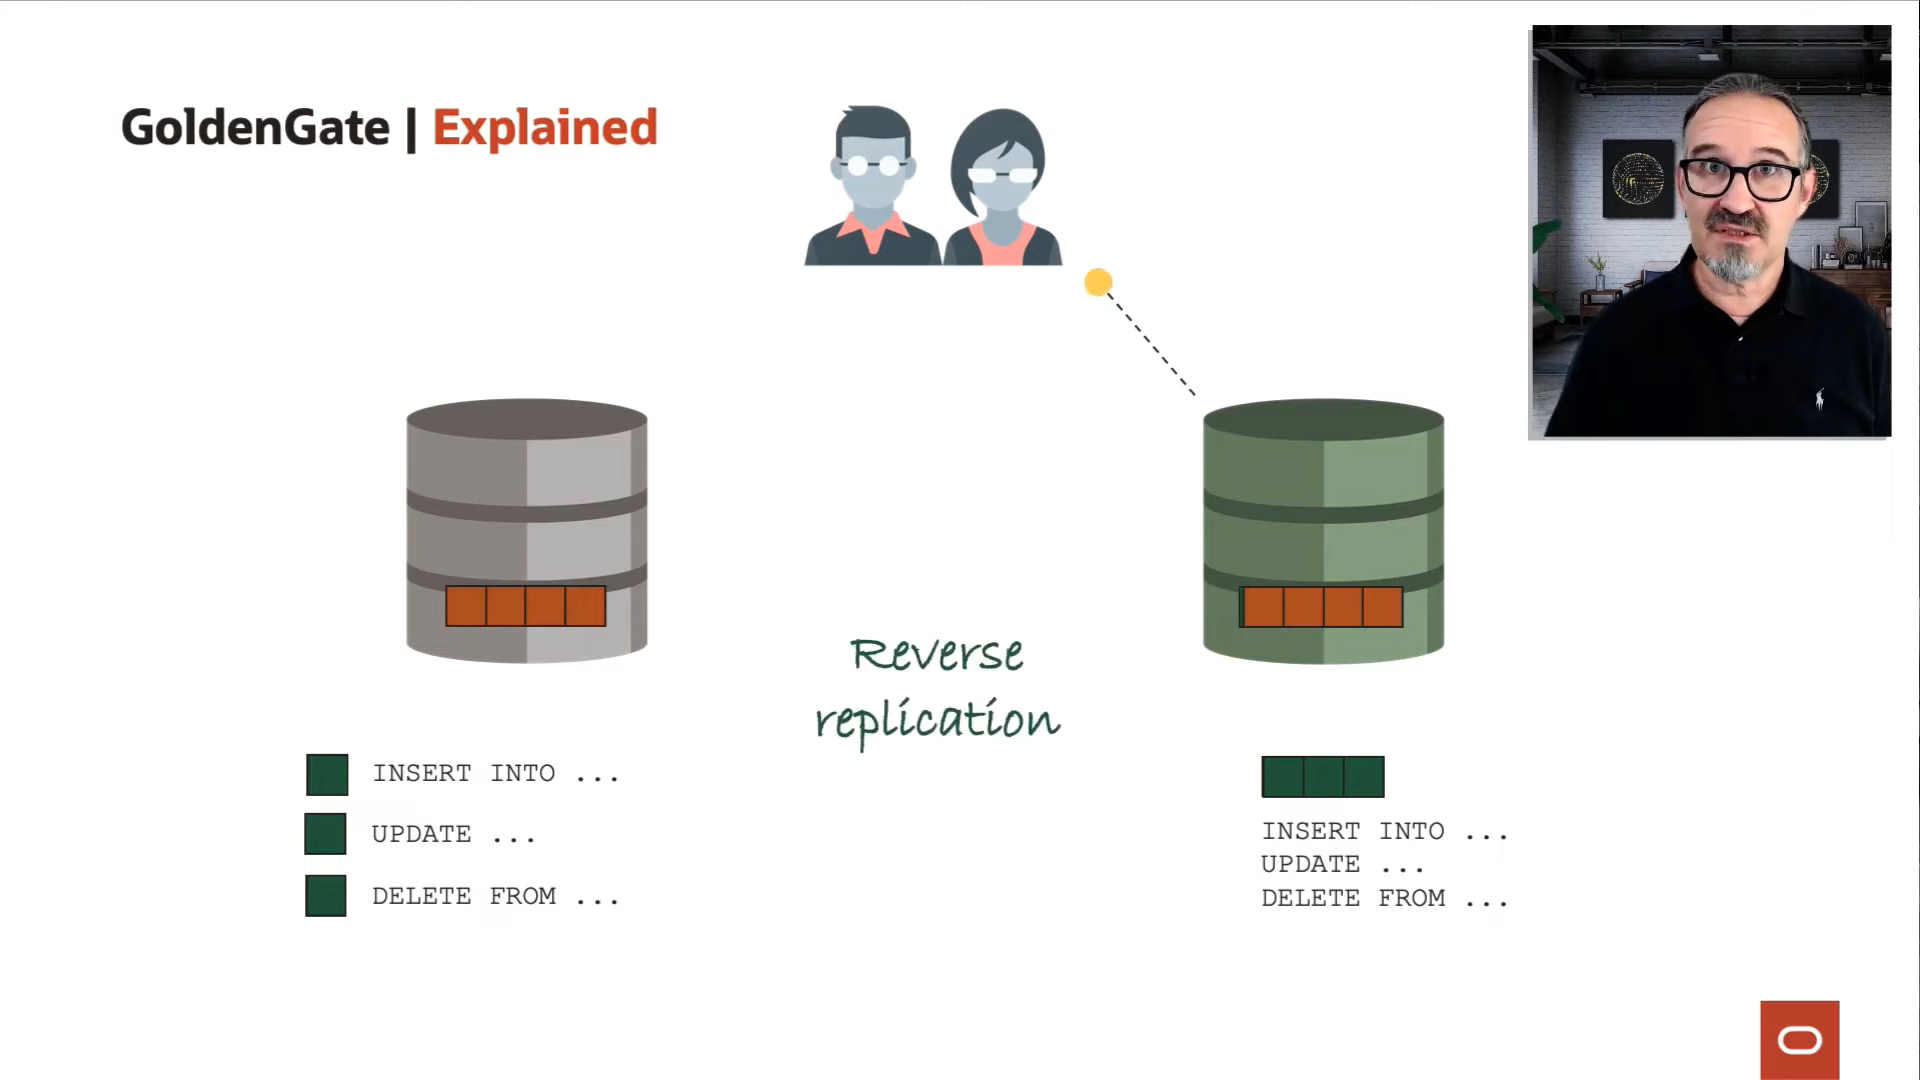 GoldenGate | Explained
Reverse
replication
INSERT INTO ...
UPDATE ...
DELETE FROM ...
INSERT INTO ...
UPDATE ...
DELETE FROM ...